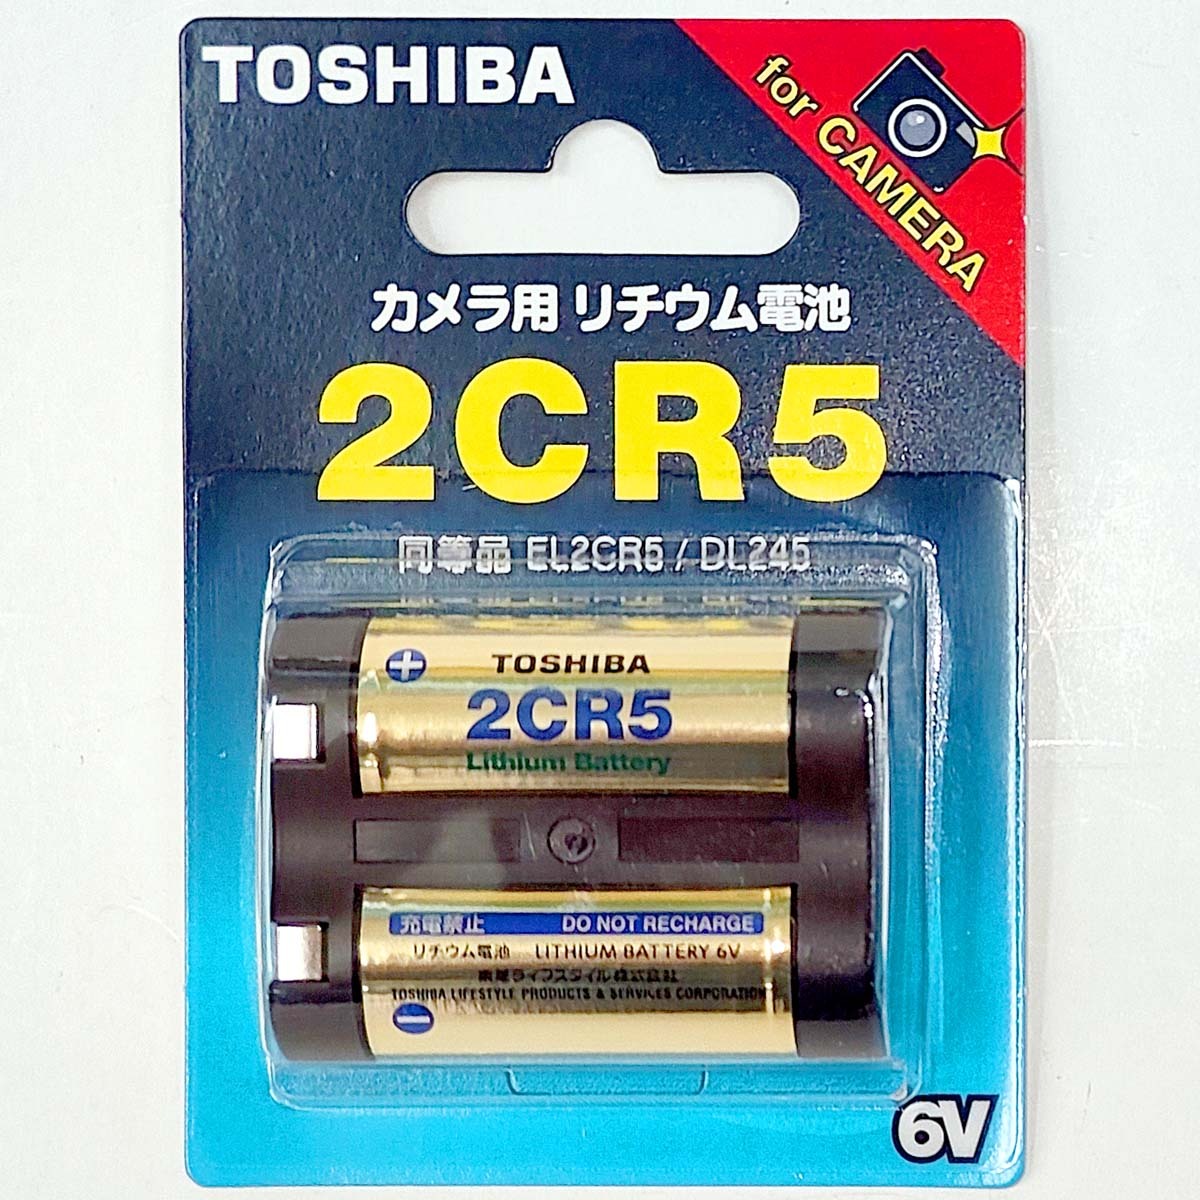 TOSHIBA
for CAMERA
カメラ用 リチウム電池
2CR5
同等品 EL2CR5 / DL245
+
TOSHIBA
2CR5
Lithium Battery
充電禁止 DO NOT RECHARGE
リチウム電池 LITHIUM BATTERY 6V
東芝ライフスタイル株式会社
TOSHIBA LIFESTYLE PRODUCTS & SERVICES CORPORATION
−
6V